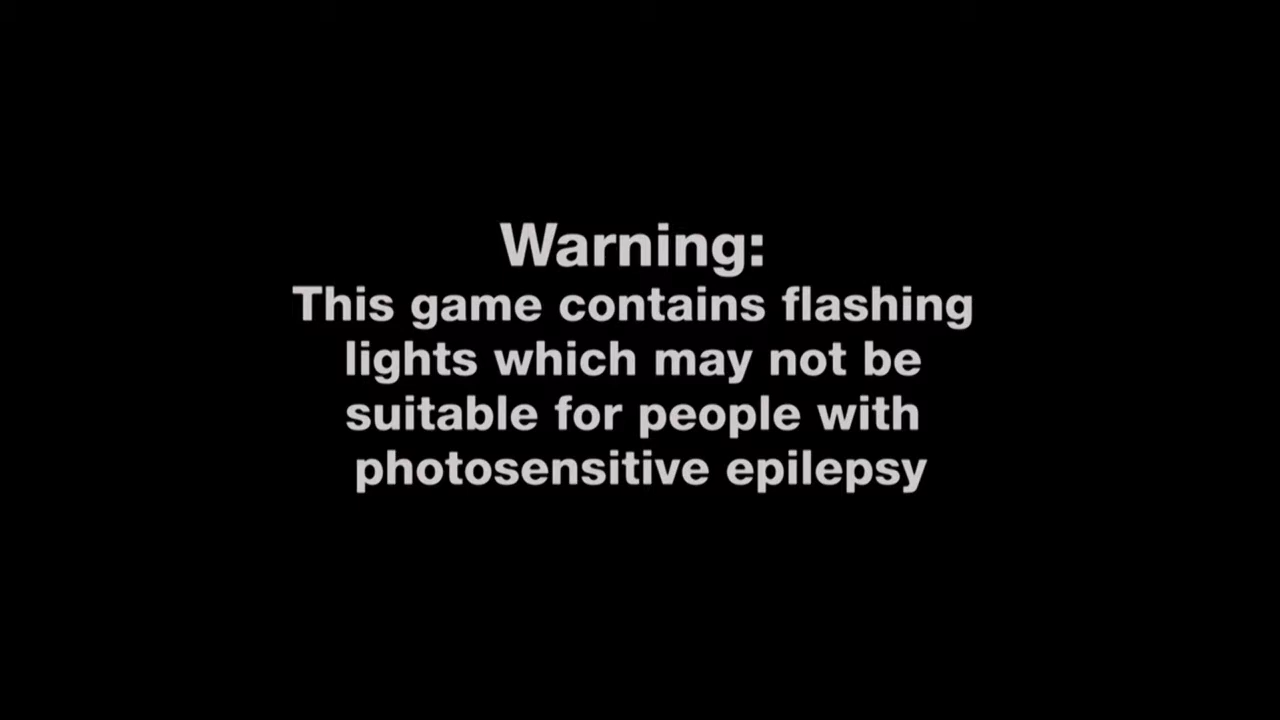 Warning:
This game contains flashing
lights which may not be
suitable for people with
photosensitive epilepsy